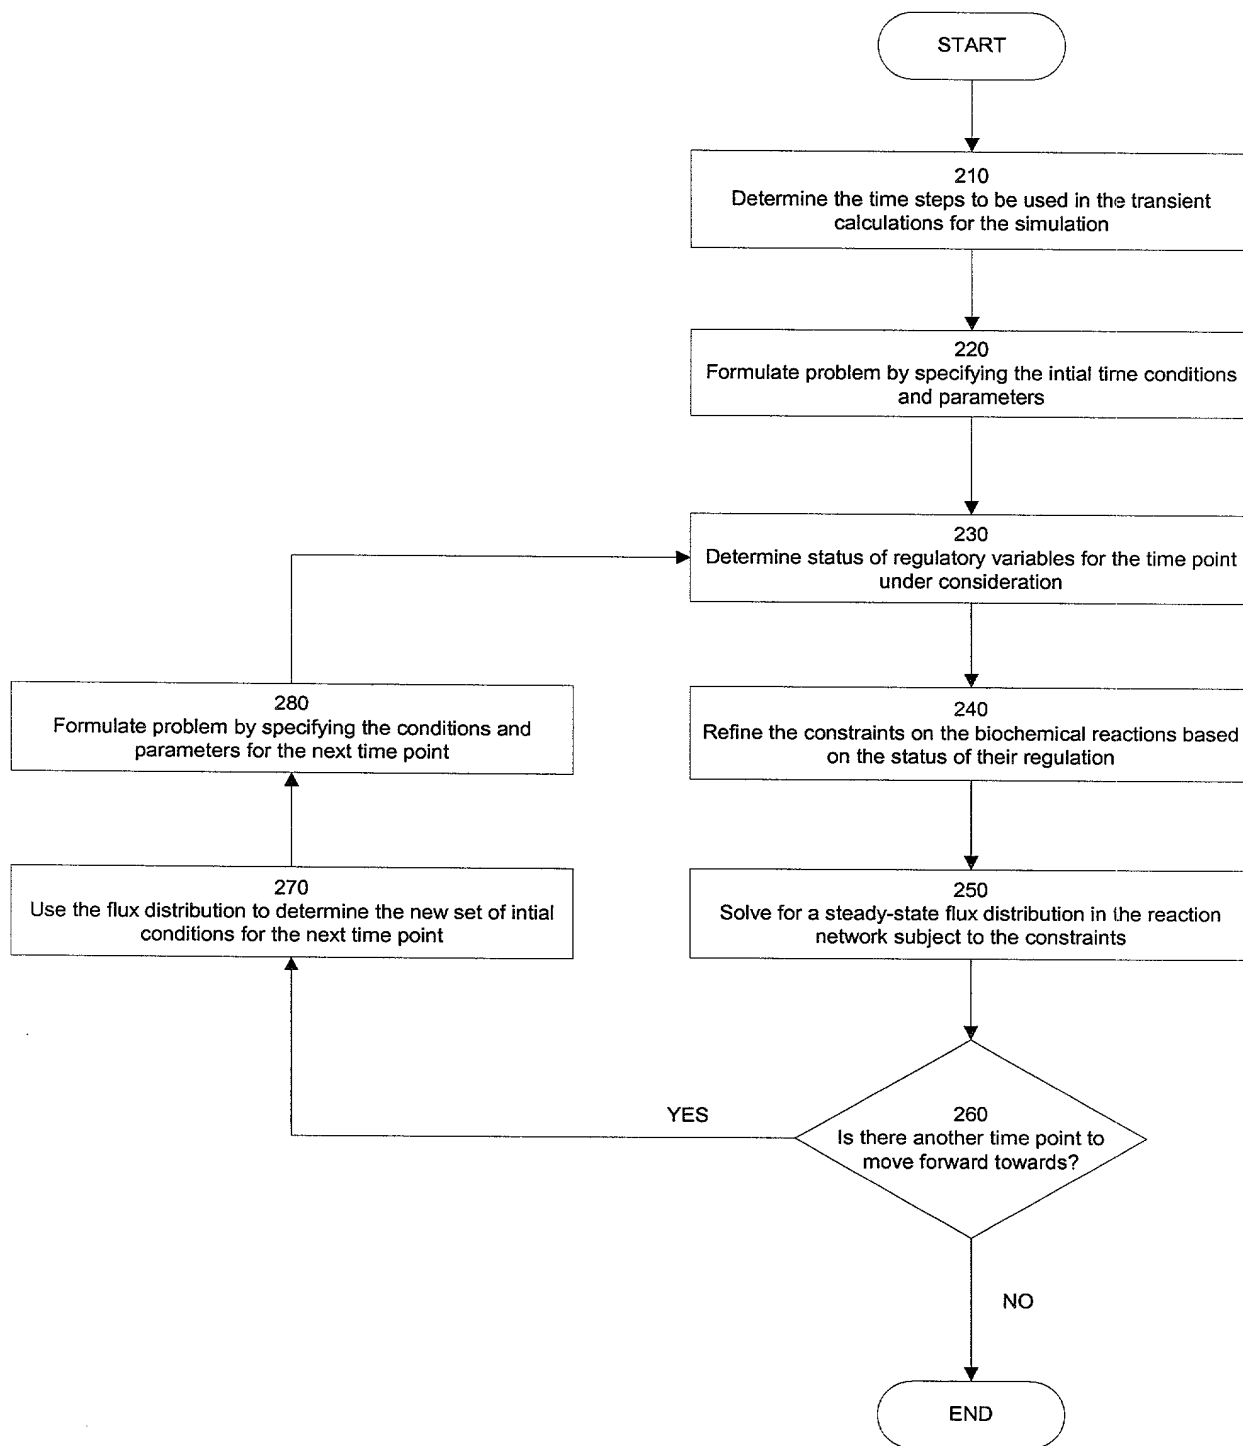 START
210
Determine the time steps to be used in the transient
calculations for the simulation
220
Formulate problem by specifying the intial time conditions
and parameters
230
Determine status of regulatory variables for the time point
under consideration
240
Refine the constraints on the biochemical reactions based
on the status of their regulation
250
Solve for a steady-state flux distribution in the reaction
network subject to the constraints
260
Is there another time point to
move forward towards?
YES
270
Use the flux distribution to determine the new set of intial
conditions for the next time point
280
Formulate problem by specifying the conditions and
parameters for the next time point
NO
END